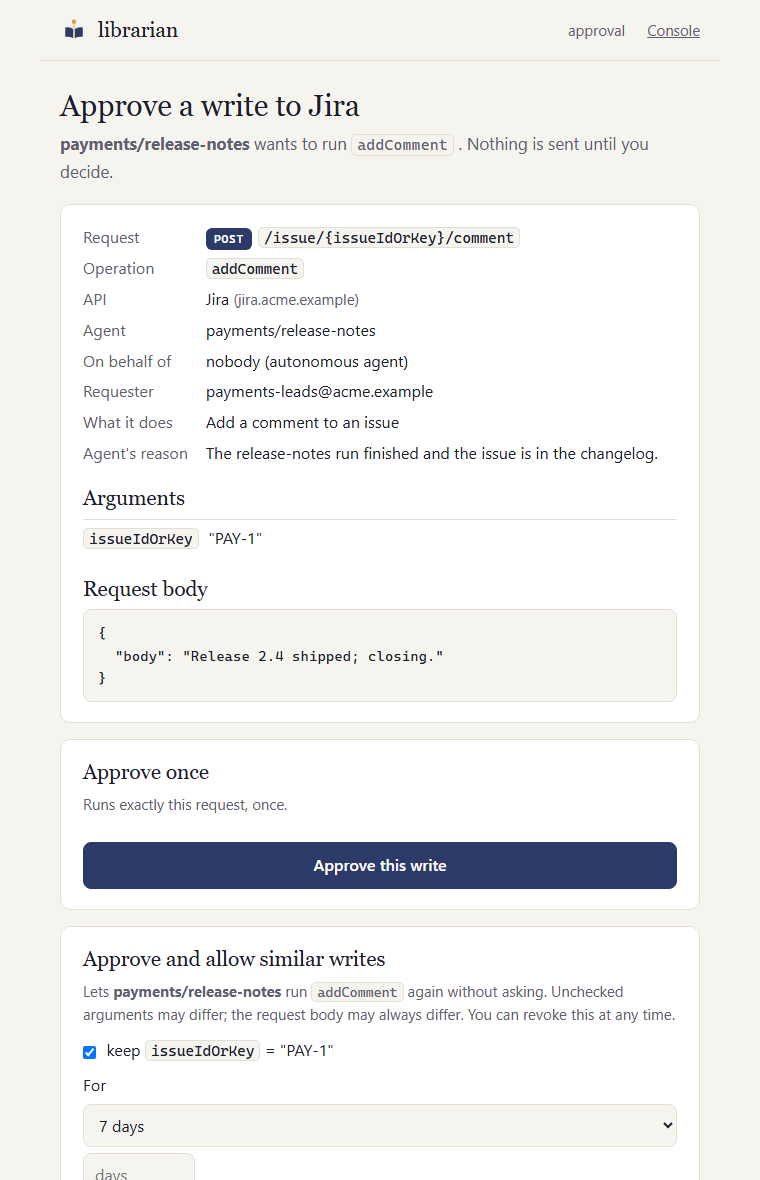 librarian
approval Console
Approve a write to Jira
payments/release-notes wants to run addComment . Nothing is sent until you
decide.
Request POST /issue/{issueIdOrKey}/comment
Operation addComment
API Jira (jira.acme.example)
Agent payments/release-notes
On behalf of nobody (autonomous agent)
Requester payments-leads@acme.example
What it does Add a comment to an issue
Agent's reason The release-notes run finished and the issue is in the changelog.
Arguments
issueIdOrKey "PAY-1"
Request body
{
"body": "Release 2.4 shipped; closing."
}
Approve once
Runs exactly this request, once.
Approve this write
Approve and allow similar writes
Lets payments/release-notes run addComment again without asking. Unchecked
arguments may differ; the request body may always differ. You can revoke this at any time.
keep issueIdOrKey = "PAY-1"
For
7 days
days